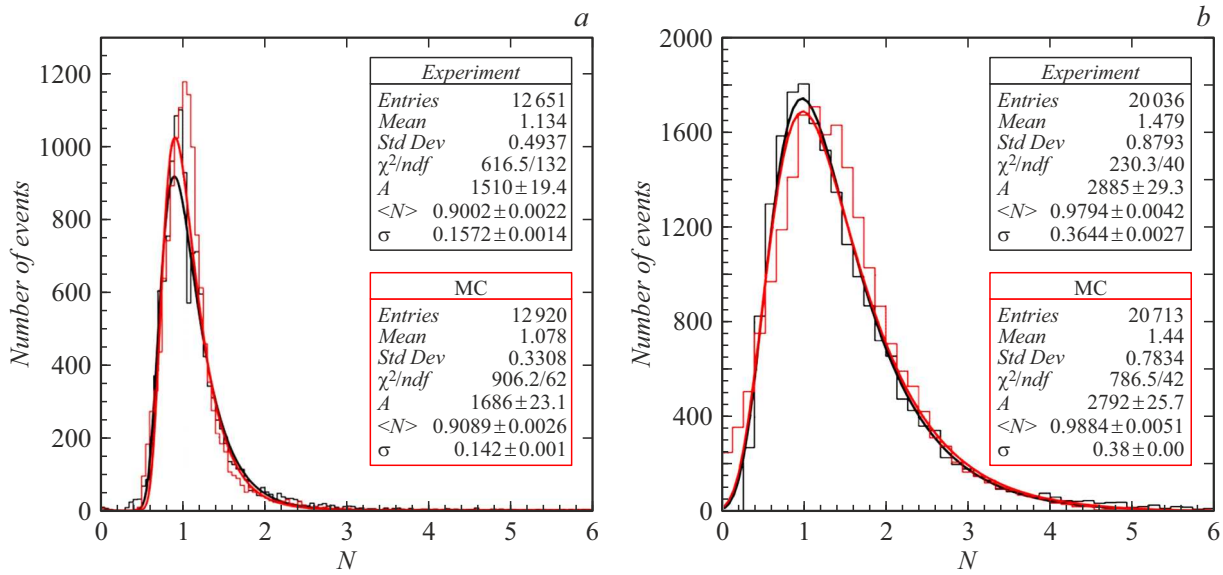 a
Number of events
1200
1000
800
600
400
200
0
0 1 2 3 4 5 6
N
Experiment
Entries 12 651
Mean 1.134
Std Dev 0.4937
χ²/ndf 616.5/132
A 1510±19.4
<N> 0.9002±0.0022
σ 0.1572±0.0014
MC
Entries 12 920
Mean 1.078
Std Dev 0.3308
χ²/ndf 906.2/62
A 1686±23.1
<N> 0.9089±0.0026
σ 0.142±0.001
b
Number of events
2000
1600
1200
800
400
0
0 1 2 3 4 5 6
N
Experiment
Entries 20 036
Mean 1.479
Std Dev 0.8793
χ²/ndf 230.3/40
A 2885±29.3
<N> 0.9794±0.0042
σ 0.3644±0.0027
MC
Entries 20 713
Mean 1.44
Std Dev 0.7834
χ²/ndf 786.5/42
A 2792±25.7
<N> 0.9884±0.0051
σ 0.38±0.00